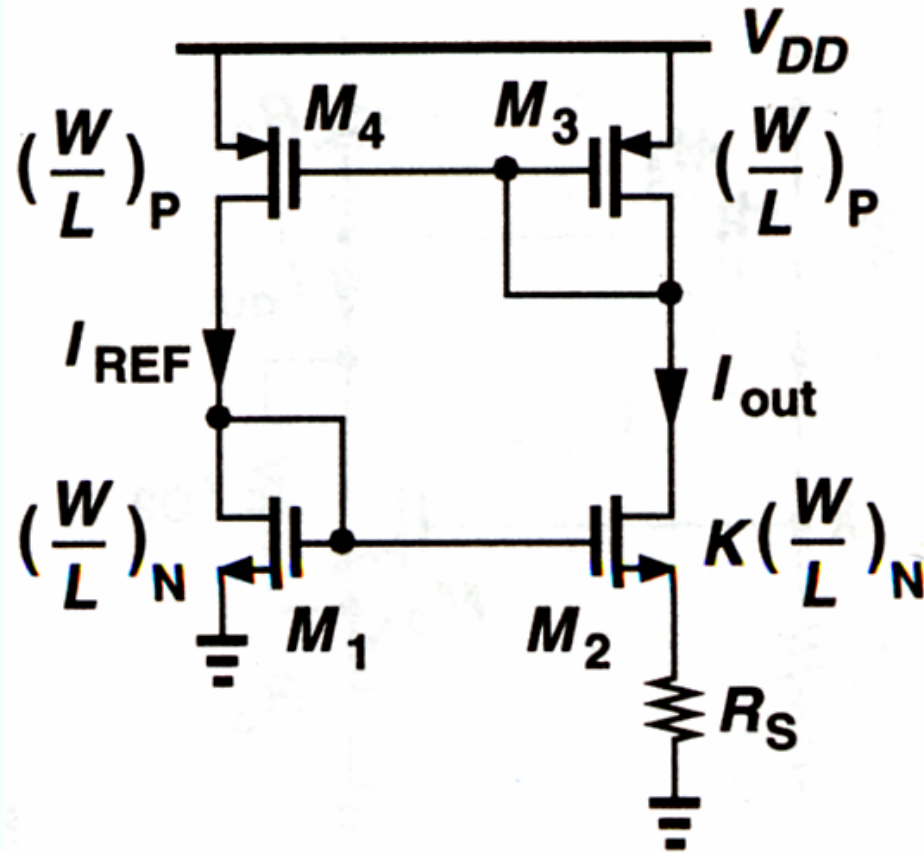 V_DD
M_4
M_3
(W/L)_P
(W/L)_P
I_REF
I_out
(W/L)_N
K(W/L)_N
M_1
M_2
R_S